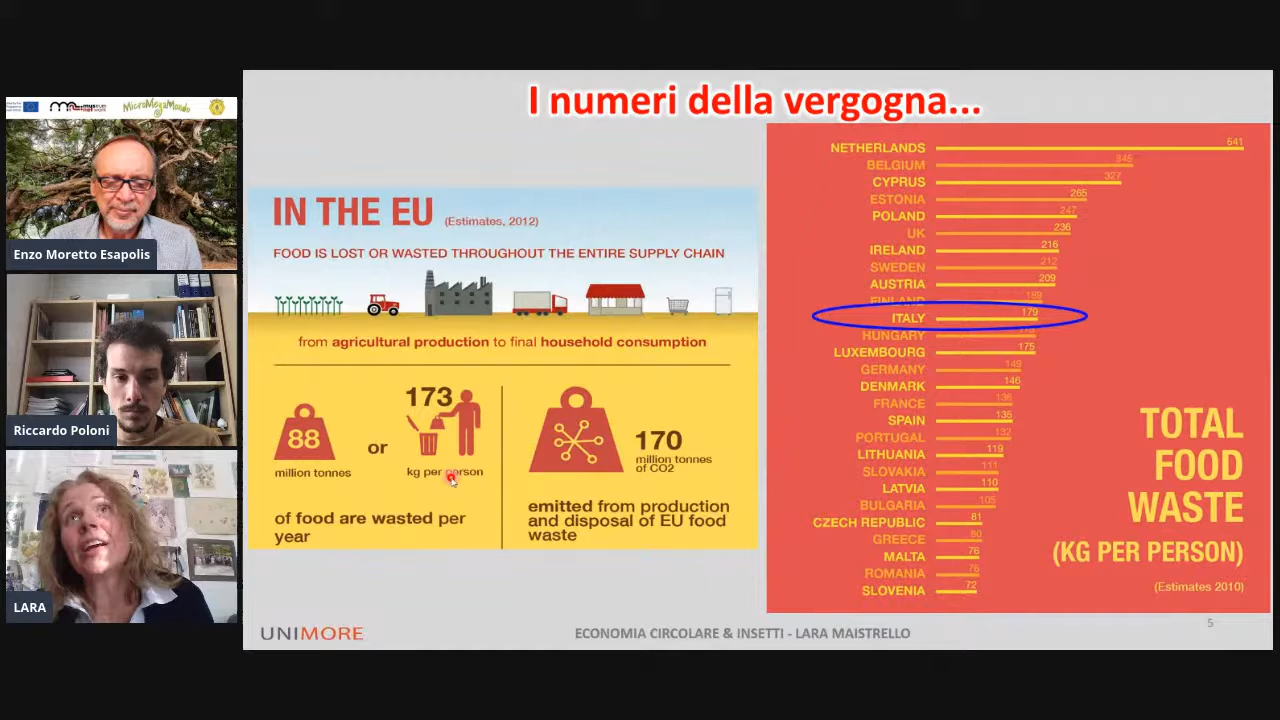 MicroMegaMondo
Enzo Moretto Esapolis
Riccardo Poloni
LARA
I numeri della vergogna...
IN THE EU (Estimates, 2012)
FOOD IS LOST OR WASTED THROUGHOUT THE ENTIRE SUPPLY CHAIN
from agricultural production to final household consumption
88
million tonnes
or
173
kg per person
of food are wasted per
year
170
million tonnes
of CO2
emitted from production
and disposal of EU food
waste
NETHERLANDS 541
BELGIUM 345
CYPRUS 327
ESTONIA 265
POLAND 247
UK 236
IRELAND 216
SWEDEN 212
AUSTRIA 209
FINLAND 189
ITALY 179
HUNGARY
LUXEMBOURG 175
GERMANY 149
DENMARK 146
FRANCE 136
SPAIN 135
PORTUGAL 132
LITHUANIA 119
SLOVAKIA 111
LATVIA 110
BULGARIA 105
CZECH REPUBLIC 81
GREECE 80
MALTA 76
ROMANIA 76
SLOVENIA 72
TOTAL
FOOD
WASTE
(KG PER PERSON)
(Estimates 2010)
UNIMORE
ECONOMIA CIRCOLARE & INSETTI - LARA MAISTRELLO
5